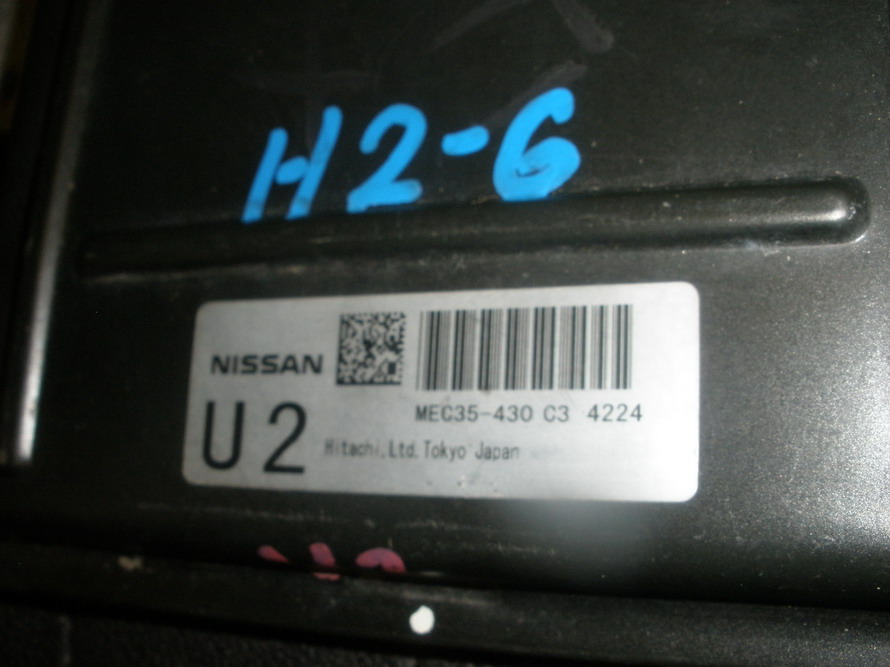 H2-6
NISSAN
MEC35-430 C3 4224
U2
Hitachi,Ltd.Tokyo Japan